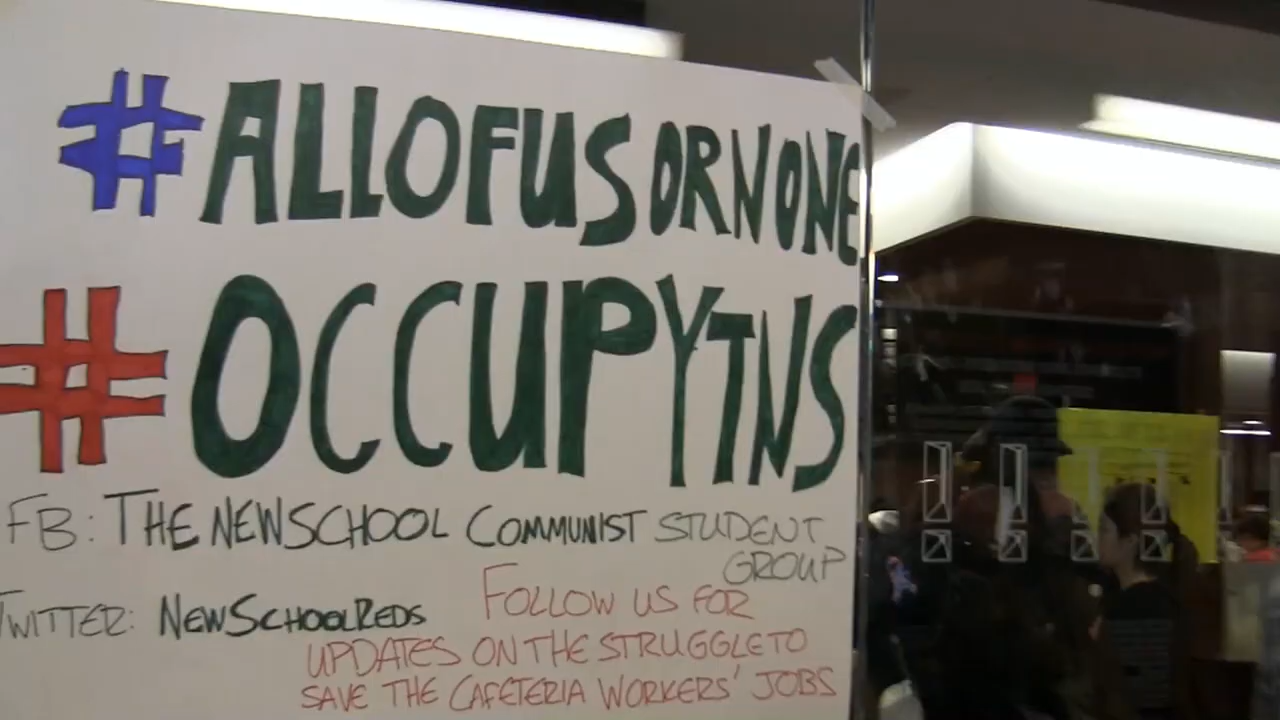 #ALLOFUSORNONE
#OCCUPYTNS
FB: THE NEWSCHOOL COMMUNIST STUDENT
GROUP
TWITTER: NEWSCHOOLREDS
FOLLOW US FOR
UPDATES ON THE STRUGGLE TO
SAVE THE CAFETERIA WORKERS' JOBS